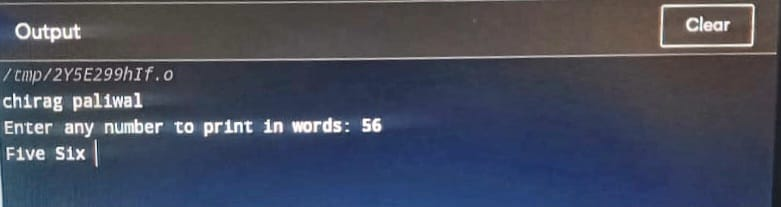 Output
Clear
/tmp/2Y5E299hIf.o
chirag paliwal
Enter any number to print in words: 56
Five Six